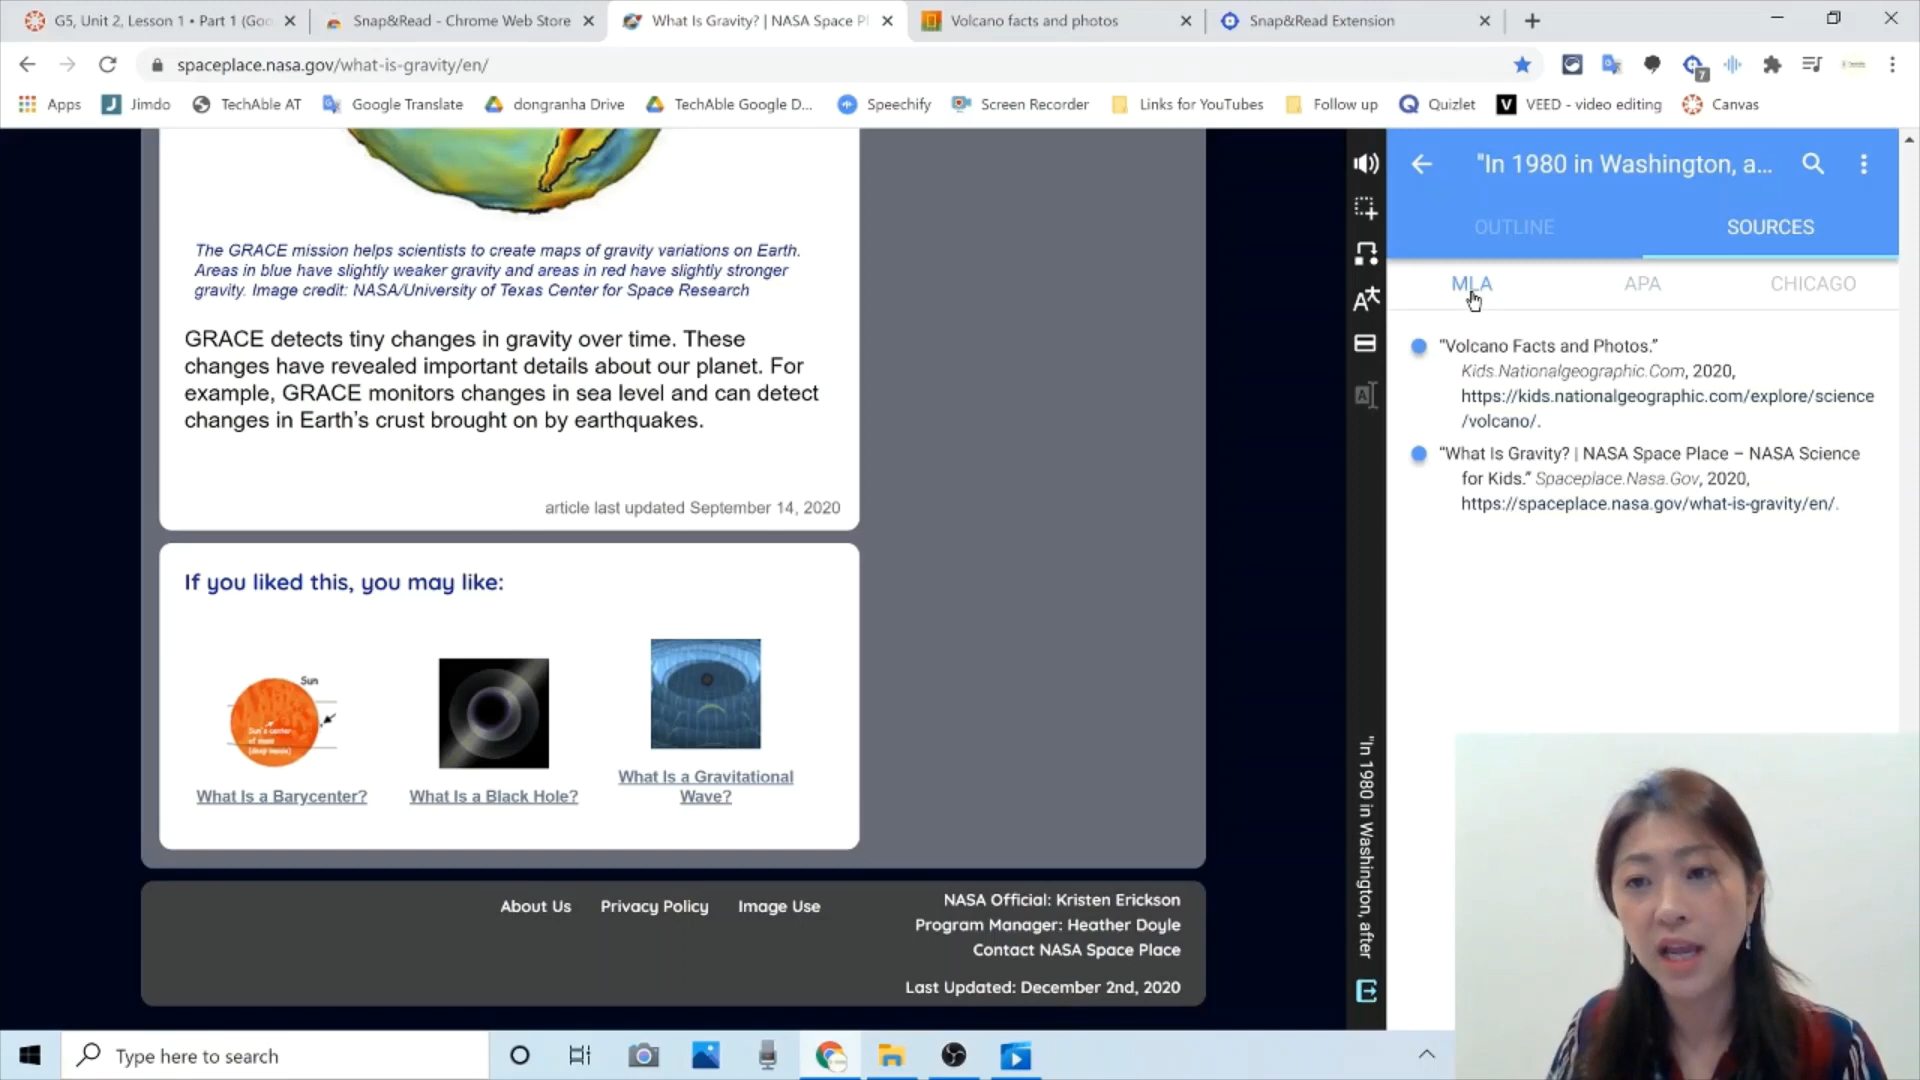 G5, Unit 2, Lesson 1 • Part 1 (Goo
Snap&Read - Chrome Web Store
What Is Gravity? | NASA Space Pl
Volcano facts and photos
Snap&Read Extension
spaceplace.nasa.gov/what-is-gravity/en/
7
Apps
Jimdo
TechAble AT
Google Translate
dongranha Drive
TechAble Google D...
Speechify
Screen Recorder
Links for YouTubes
Follow up
Quizlet
VEED - video editing
Canvas
The GRACE mission helps scientists to create maps of gravity variations on Earth.
Areas in blue have slightly weaker gravity and areas in red have slightly stronger
gravity. Image credit: NASA/University of Texas Center for Space Research
GRACE detects tiny changes in gravity over time. These
changes have revealed important details about our planet. For
example, GRACE monitors changes in sea level and can detect
changes in Earth's crust brought on by earthquakes.
article last updated September 14, 2020
If you liked this, you may like:
Sun
Sun's center
of mass
(deep inside)
What Is a Barycenter?
What Is a Black Hole?
What Is a Gravitational
Wave?
About Us
Privacy Policy
Image Use
NASA Official: Kristen Erickson
Program Manager: Heather Doyle
Contact NASA Space Place
Last Updated: December 2nd, 2020
"In 1980 in Washington, after
"In 1980 in Washington, a...
OUTLINE
SOURCES
MLA
APA
CHICAGO
“Volcano Facts and Photos.”
Kids.Nationalgeographic.Com, 2020,
https://kids.nationalgeographic.com/explore/science
/volcano/.
“What Is Gravity? | NASA Space Place – NASA Science
for Kids.” Spaceplace.Nasa.Gov, 2020,
https://spaceplace.nasa.gov/what-is-gravity/en/.
Type here to search